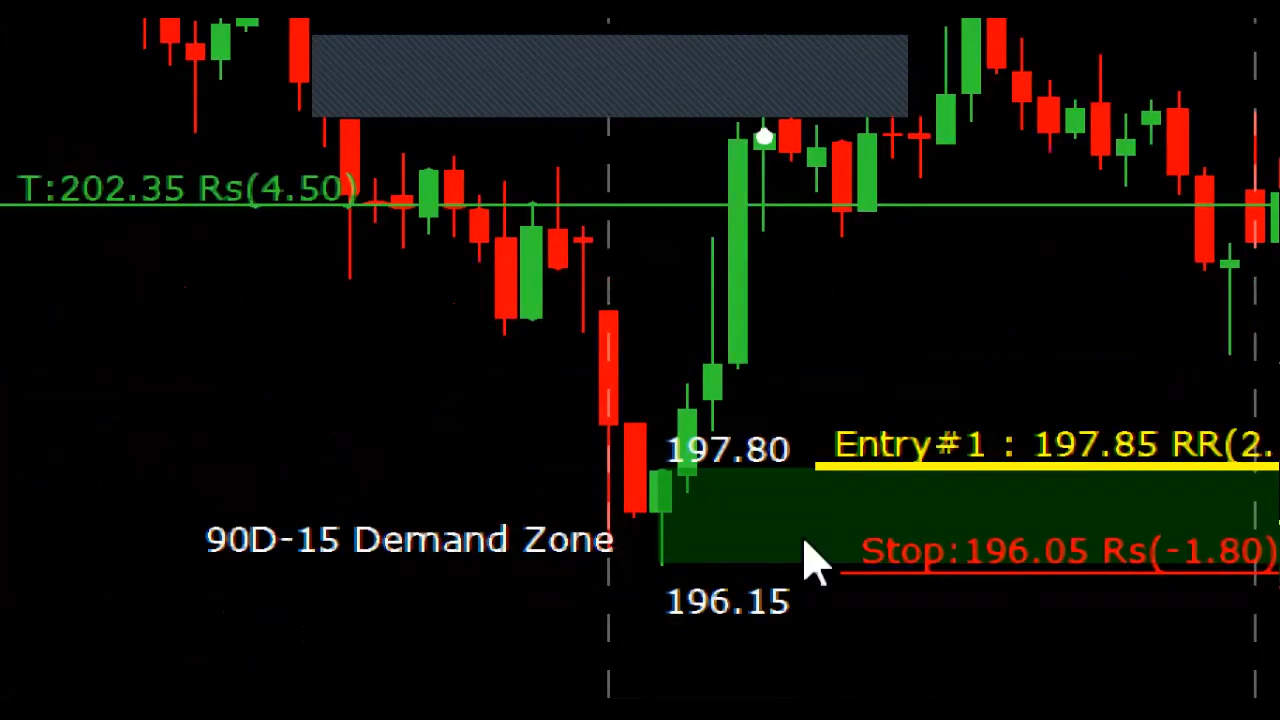 T:202.35 Rs(4.50)
197.80
Entry#1 : 197.85 RR(2.
90D-15 Demand Zone
Stop:196.05 Rs(-1.80)
196.15